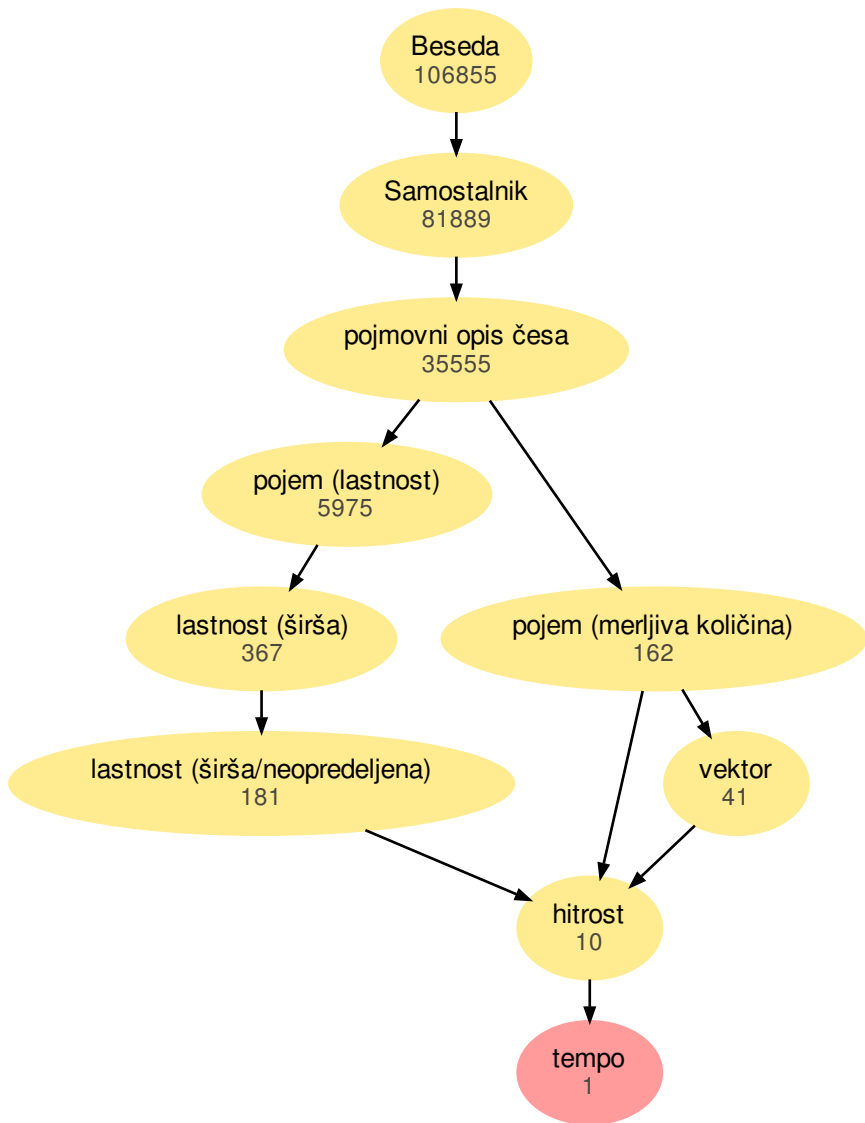 Beseda
106855
Samostalnik
81889
pojmovni opis česa
35555
pojem (lastnost)
5975
lastnost (širša)
367
pojem (merljiva količina)
162
lastnost (širša/neopredeljena)
181
vektor
41
hitrost
10
tempo
1